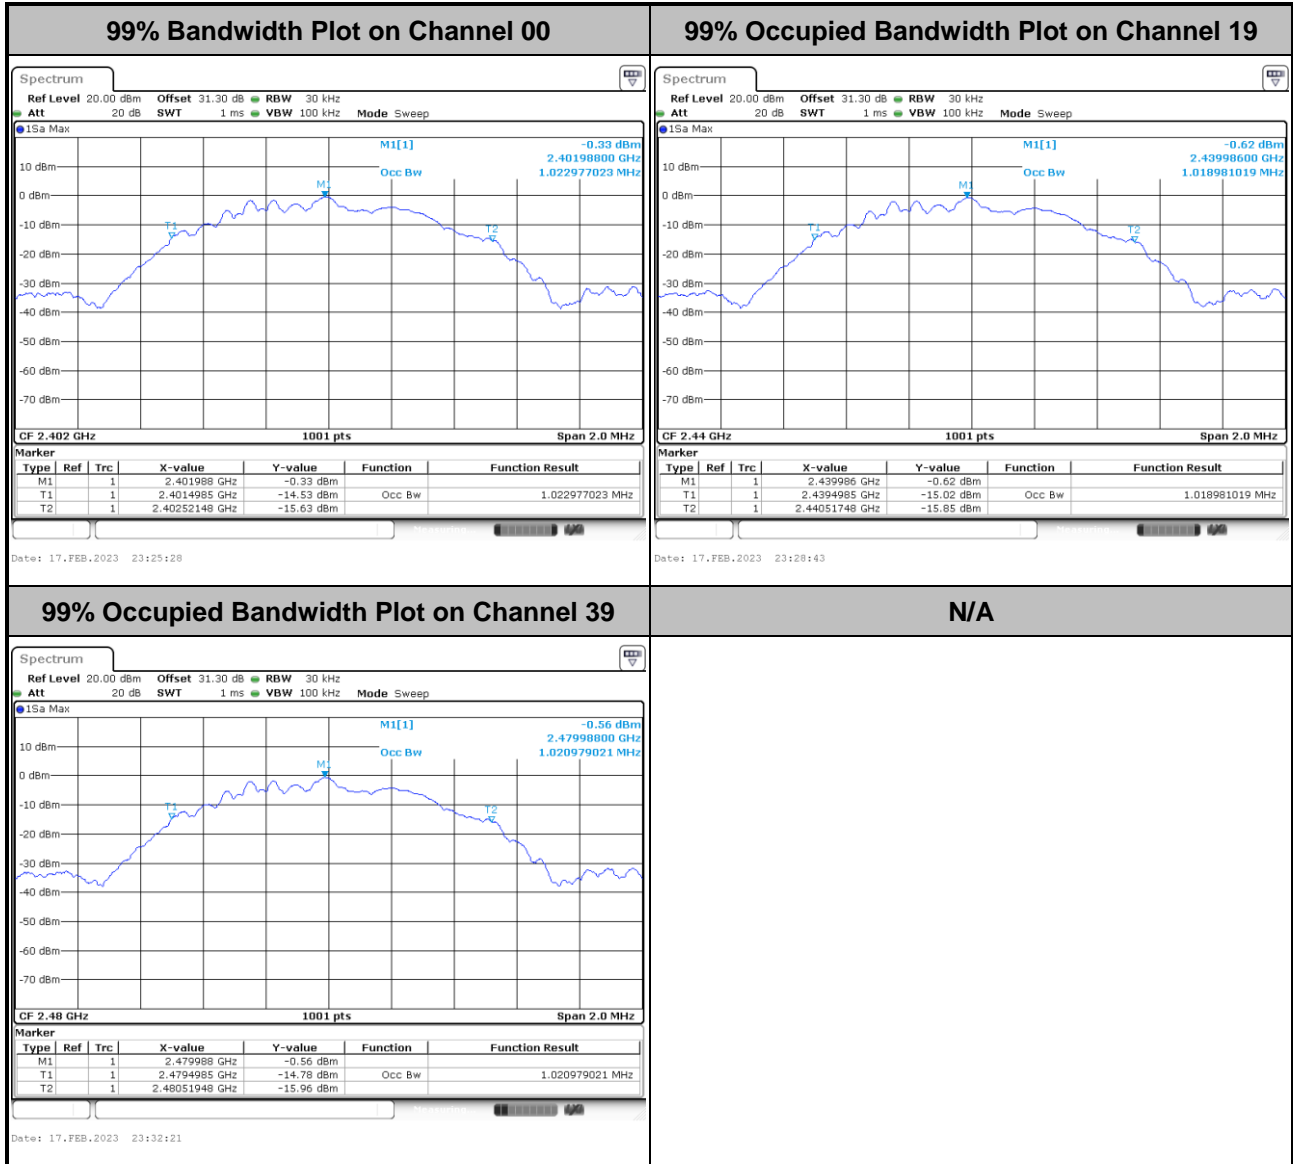 99% Bandwidth Plot on Channel 00
Spectrum
Ref Level 20.00 dBm Offset 31.30 dB RBW 30 kHz
Att 20 dB SWT 1 ms VBW 100 kHz Mode Sweep
1Sa Max
M1[1] -0.33 dBm
2.40198800 GHz
Occ Bw 1.022977023 MHz
10 dBm
M1
0 dBm
T1
-10 dBm
T2
-20 dBm
-30 dBm
-40 dBm
-50 dBm
-60 dBm
-70 dBm
CF 2.402 GHz 1001 pts Span 2.0 MHz
Marker
Type Ref Trc X-value Y-value Function Function Result
M1 1 2.401988 GHz -0.33 dBm
T1 1 2.4014985 GHz -14.53 dBm Occ Bw 1.022977023 MHz
T2 1 2.40252148 GHz -15.63 dBm
Measuring...
Date: 17.FEB.2023 23:25:28
99% Occupied Bandwidth Plot on Channel 19
Spectrum
Ref Level 20.00 dBm Offset 31.30 dB RBW 30 kHz
Att 20 dB SWT 1 ms VBW 100 kHz Mode Sweep
1Sa Max
M1[1] -0.62 dBm
2.43998600 GHz
Occ Bw 1.018981019 MHz
10 dBm
M1
0 dBm
T1
-10 dBm
T2
-20 dBm
-30 dBm
-40 dBm
-50 dBm
-60 dBm
-70 dBm
CF 2.44 GHz 1001 pts Span 2.0 MHz
Marker
Type Ref Trc X-value Y-value Function Function Result
M1 1 2.439986 GHz -0.62 dBm
T1 1 2.4394985 GHz -15.02 dBm Occ Bw 1.018981019 MHz
T2 1 2.44051748 GHz -15.85 dBm
Measuring...
Date: 17.FEB.2023 23:28:43
99% Occupied Bandwidth Plot on Channel 39
Spectrum
Ref Level 20.00 dBm Offset 31.30 dB RBW 30 kHz
Att 20 dB SWT 1 ms VBW 100 kHz Mode Sweep
1Sa Max
M1[1] -0.56 dBm
2.47998800 GHz
Occ Bw 1.020979021 MHz
10 dBm
M1
0 dBm
T1
-10 dBm
T2
-20 dBm
-30 dBm
-40 dBm
-50 dBm
-60 dBm
-70 dBm
CF 2.48 GHz 1001 pts Span 2.0 MHz
Marker
Type Ref Trc X-value Y-value Function Function Result
M1 1 2.479988 GHz -0.56 dBm
T1 1 2.4794985 GHz -14.78 dBm Occ Bw 1.020979021 MHz
T2 1 2.48051948 GHz -15.96 dBm
Measuring...
Date: 17.FEB.2023 23:32:21
N/A